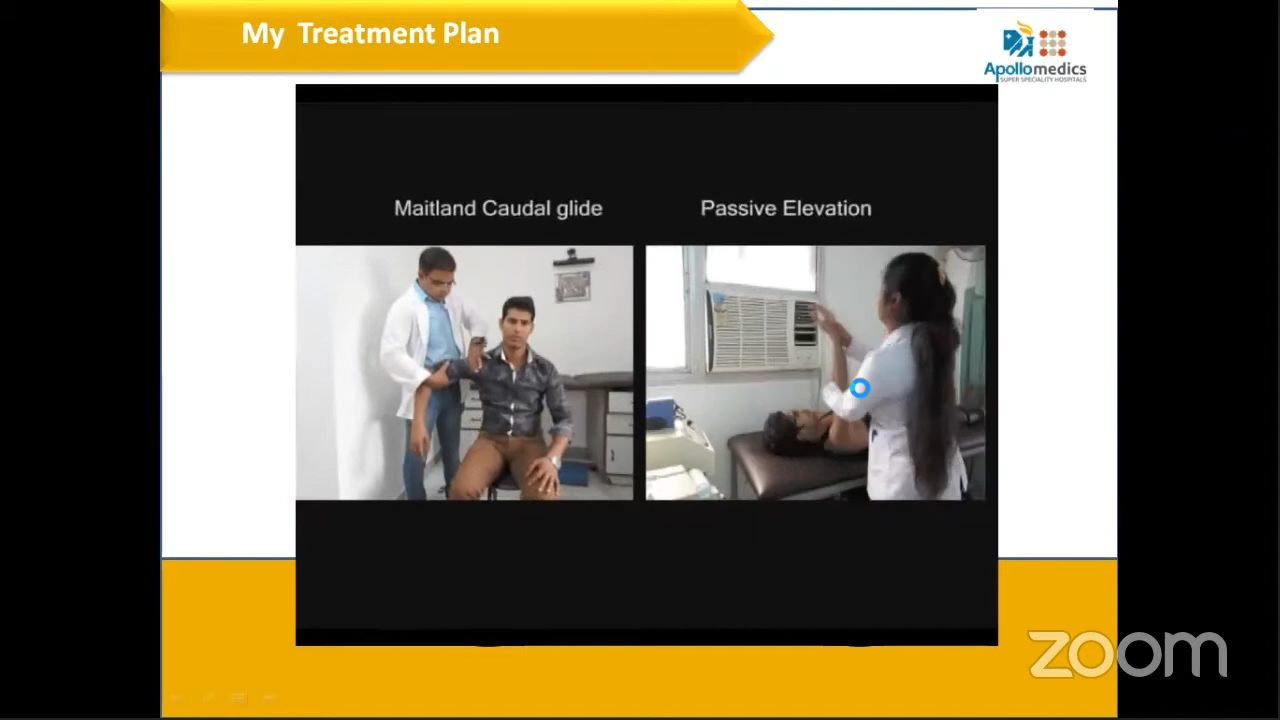 My Treatment Plan
Apollomedics
SUPER SPECIALITY HOSPITALS
Maitland Caudal glide
Passive Elevation
zoom